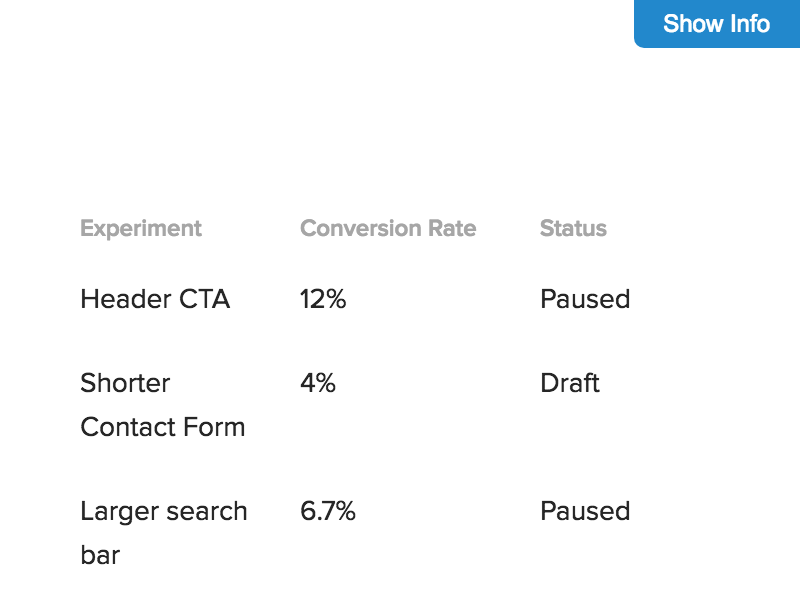 Show Info
Experiment Conversion Rate Status
Header CTA 12% Paused
Shorter 4% Draft
Contact Form
Larger search 6.7% Paused
bar